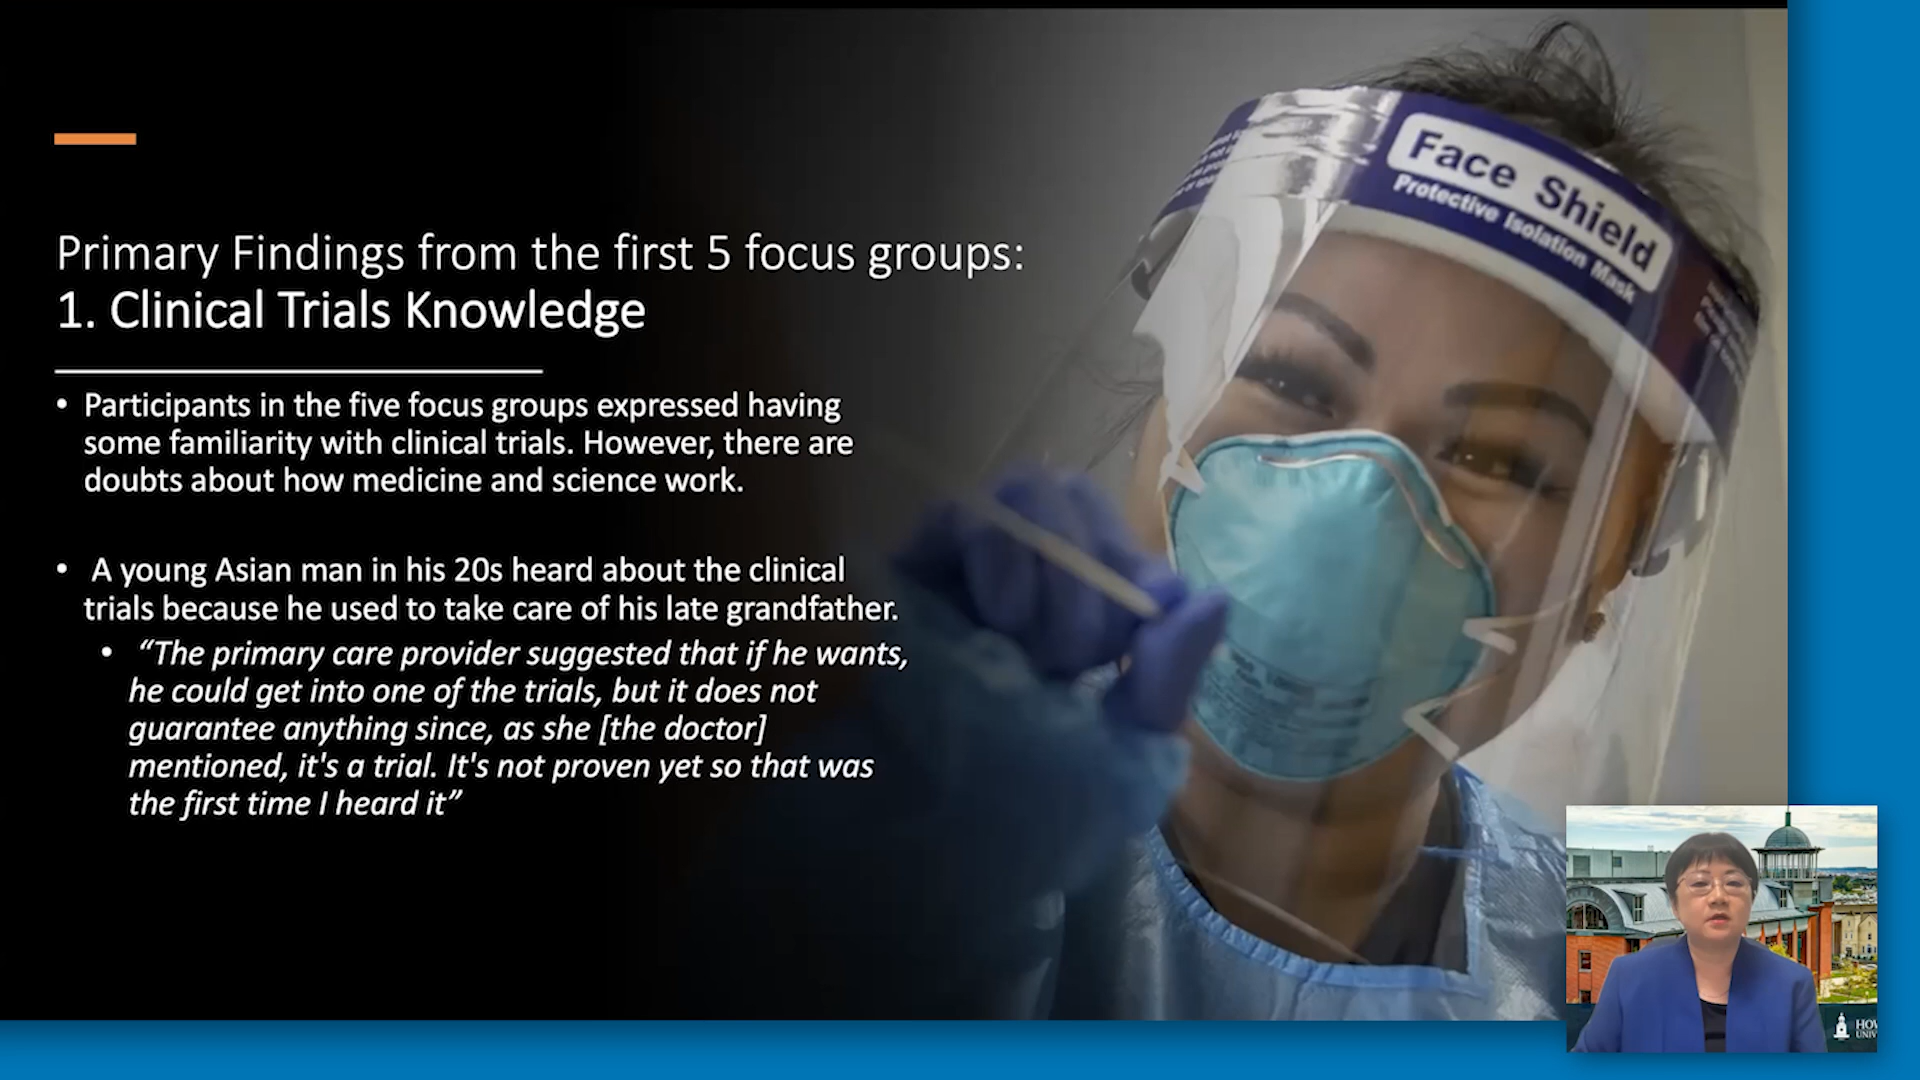 Primary Findings from the first 5 focus groups:
1. Clinical Trials Knowledge
• Participants in the five focus groups expressed having
some familiarity with clinical trials. However, there are
doubts about how medicine and science work.
• A young Asian man in his 20s heard about the clinical
trials because he used to take care of his late grandfather.
• “The primary care provider suggested that if he wants,
he could get into one of the trials, but it does not
guarantee anything since, as she [the doctor]
mentioned, it's a trial. It's not proven yet so that was
the first time I heard it”
Face Shield
Protective Isolation Mask
HOW
UNIV